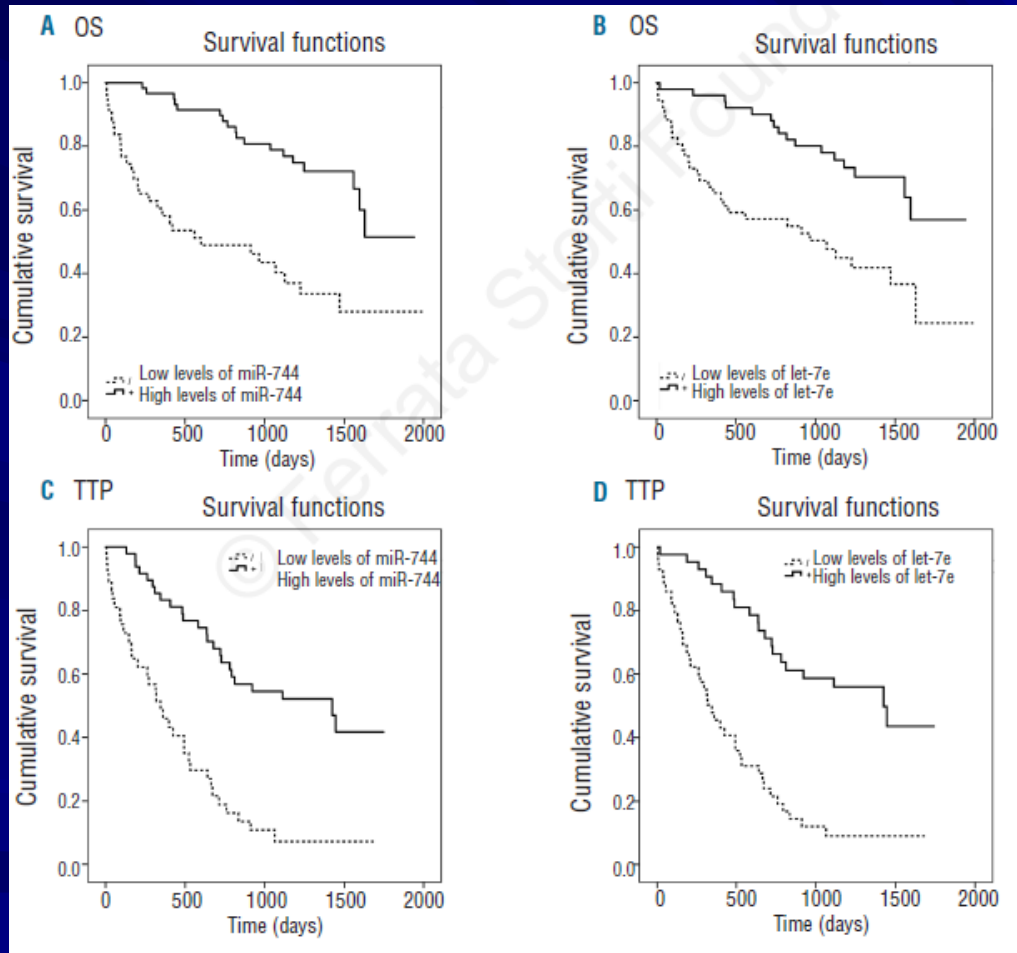 A OS
Survival functions
1.0
0.8
0.6
0.4
0.2
0.0
Cumulative survival
Low levels of miR-744
High levels of miR-744
0 500 1000 1500 2000
Time (days)
B OS
Survival functions
1.0
0.8
0.6
0.4
0.2
0.0
Cumulative survival
Low levels of let-7e
High levels of let-7e
0 500 1000 1500 2000
Time (days)
C TTP
Survival functions
1.0
0.8
0.6
0.4
0.2
0.0
Cumulative survival
Low levels of miR-744
High levels of miR-744
0 500 1000 1500 2000
Time (days)
D TTP
Survival functions
1.0
0.8
0.6
0.4
0.2
0.0
Cumulative survival
Low levels of let-7e
High levels of let-7e
0 500 1000 1500 2000
Time (days)
© Ferrata Storti Found